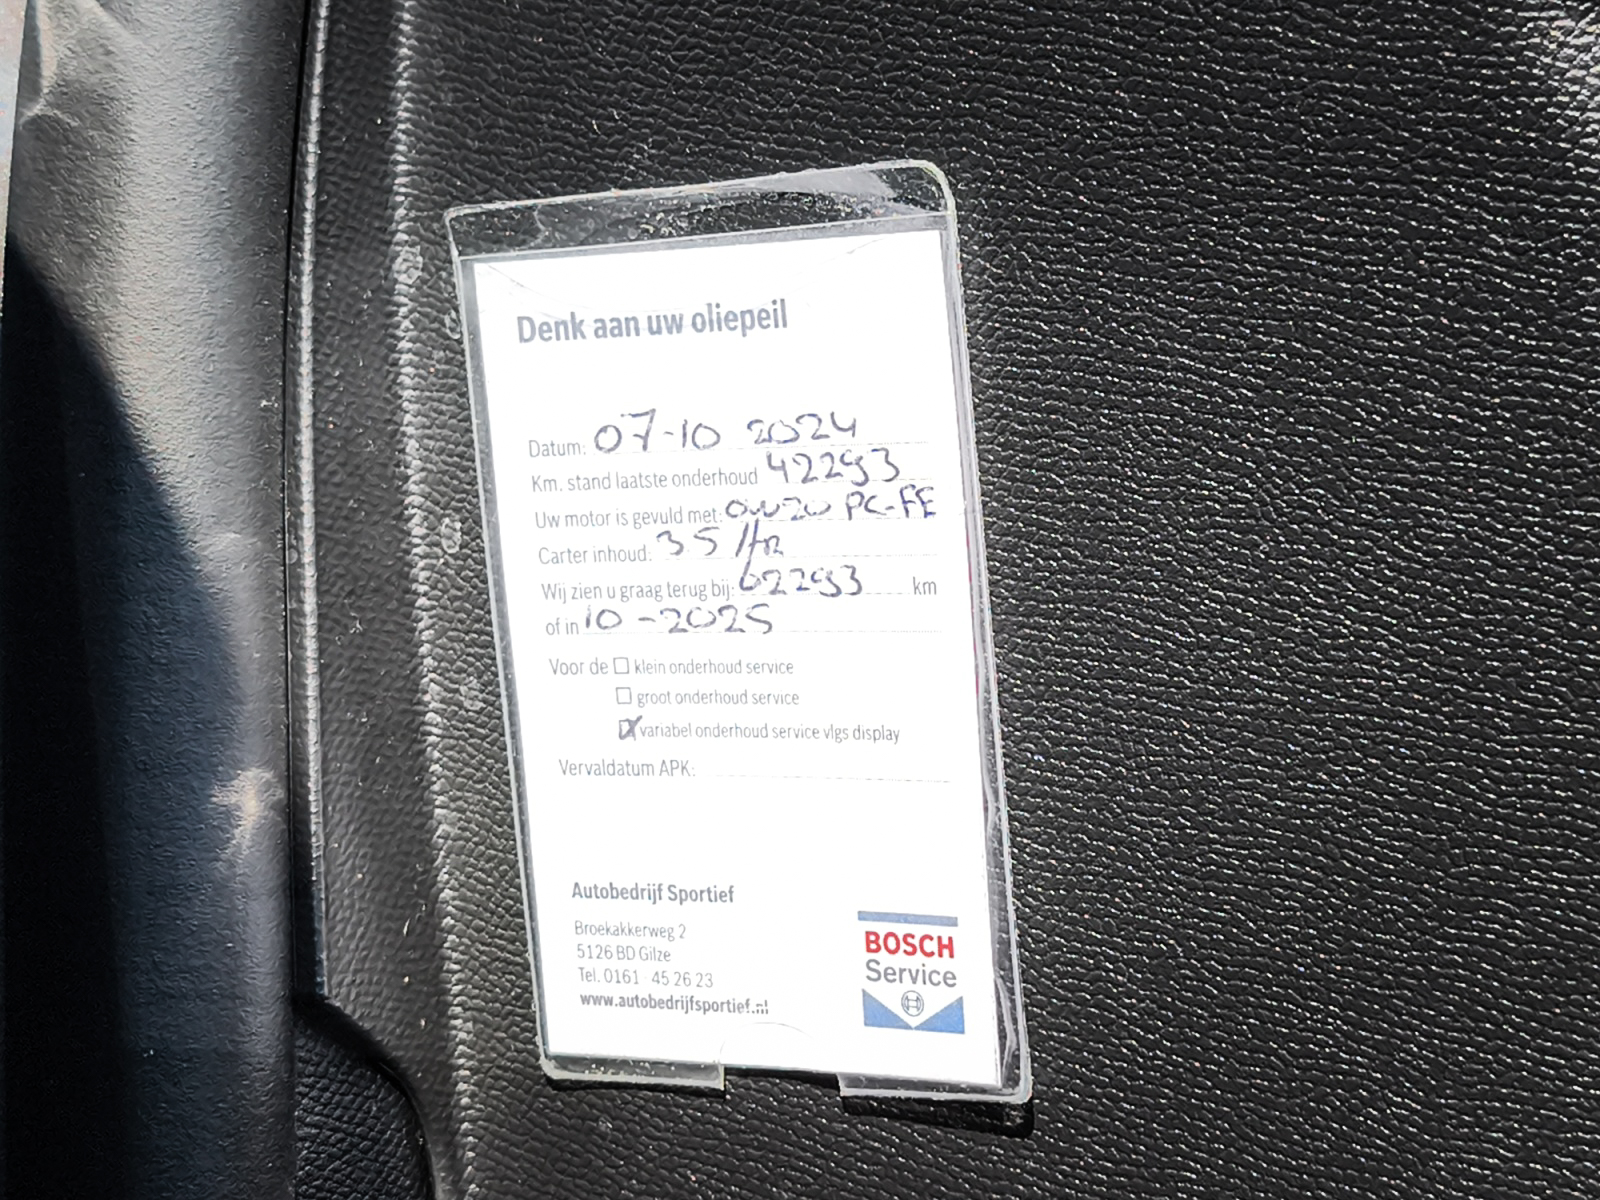 Denk aan uw oliepeil
Datum: 07-10 2024
Km. stand laatste onderhoud 42293
Uw motor is gevuld met: 0W20 PC-FE
Carter inhoud: 3.5 ltr
Wij zien u graag terug bij: 62293 km
of in 10-2025
Voor de klein onderhoud service
groot onderhoud service
variabel onderhoud service vlgs display
Vervaldatum APK:
Autobedrijf Sportief
Broekakkerweg 2
5126 BD Gilze
Tel. 0161 45 26 23
www.autobedrijfsportief.nl
BOSCH
Service